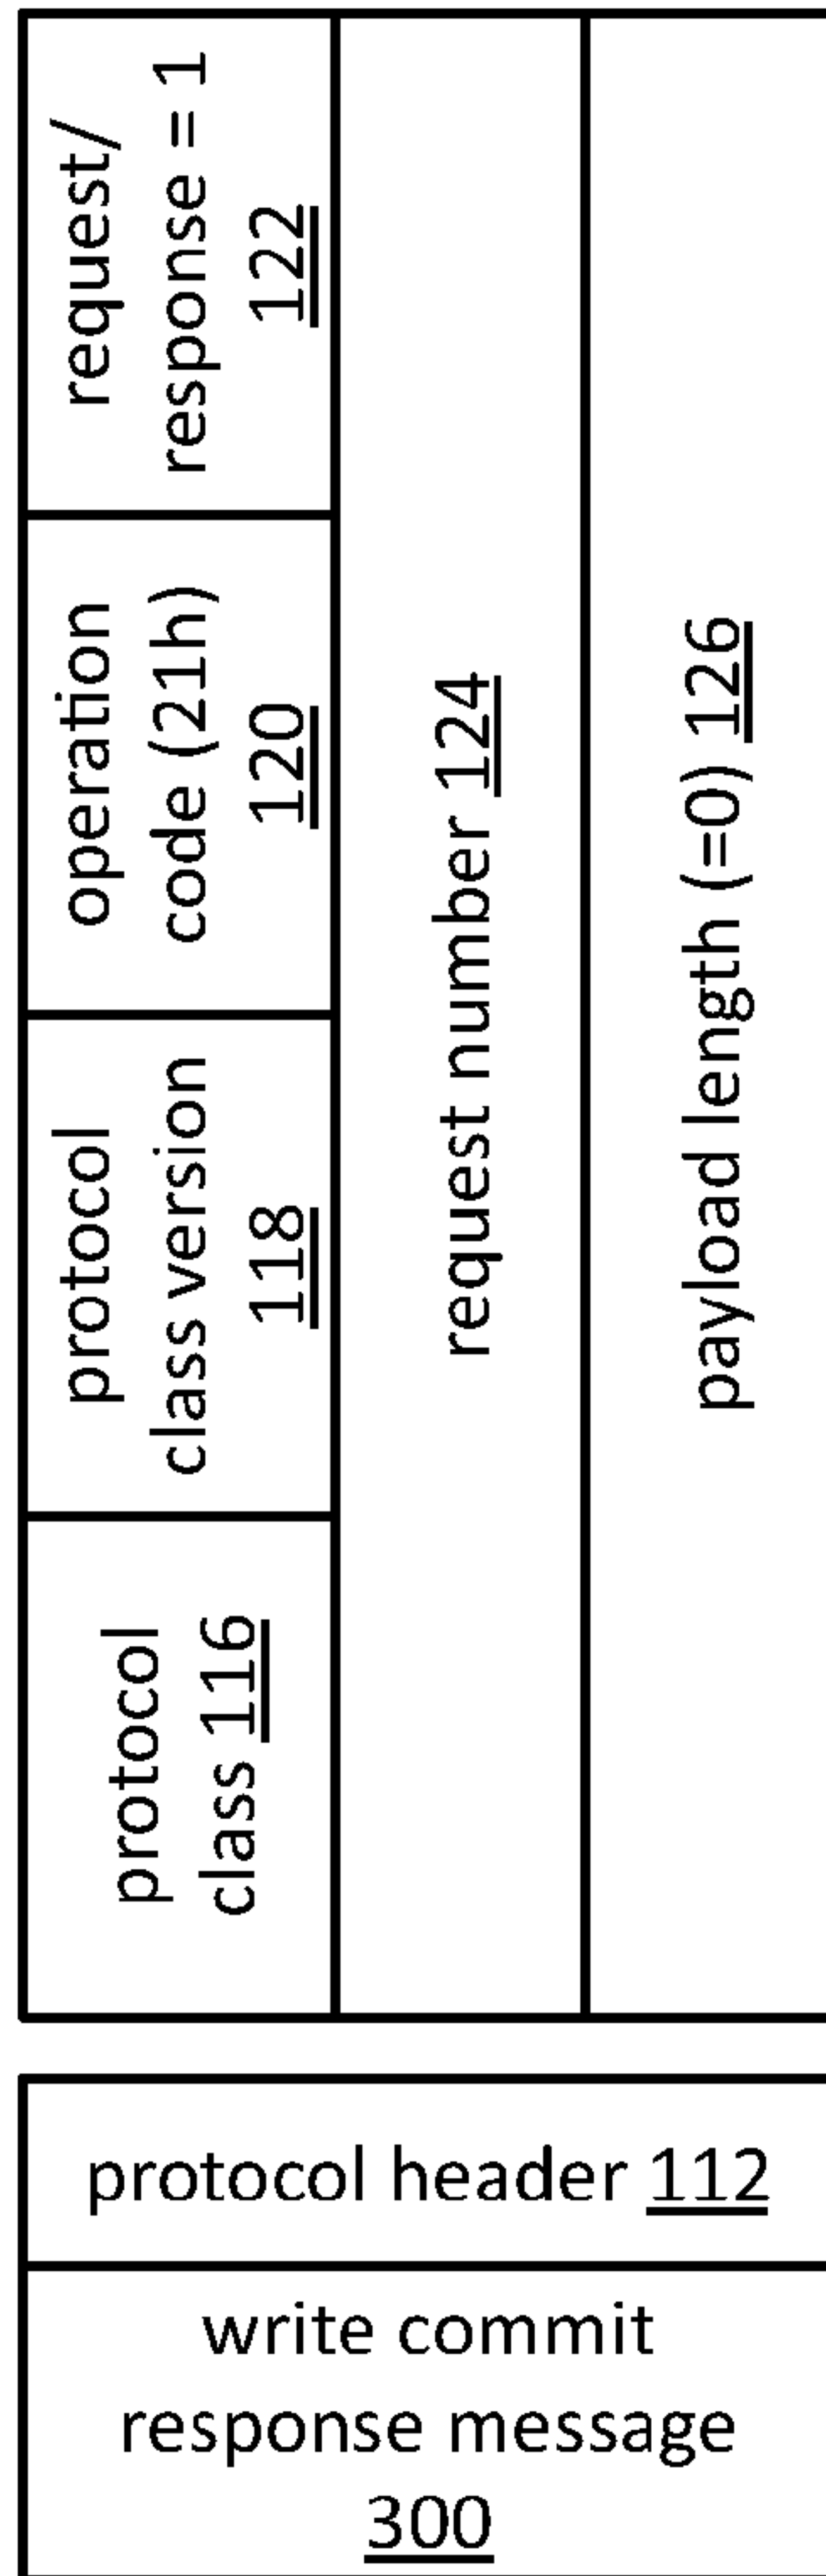 protocol
class 116
protocol
class version
118
operation
code (21h)
120
request/
response = 1
122
request number 124
payload length (=0) 126
protocol header 112
write commit
response message
300